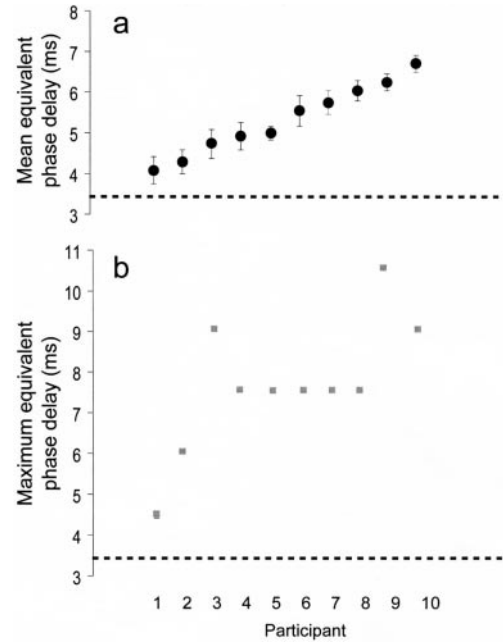 a
Mean equivalent
phase delay (ms)
8
7
6
5
4
3
b
Maximum equivalent
phase delay (ms)
11
10
9
8
7
6
5
4
3
1 2 3 4 5 6 7 8 9 10
Participant